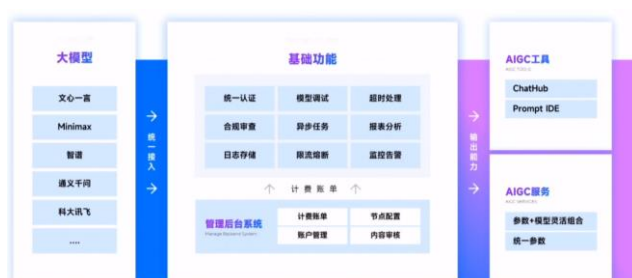 大模型
文心一言
Minimax
智谱
通义千问
科大讯飞
....
统一接入
基础功能
统一认证 模型调试 超时处理
合规审查 异步任务 报表分析
日志存储 限流熔断 监控告警
计费账单
管理后台系统
计费账单 节点配置
账户管理 内容审核
输出能力
AIGC工具
AIGC TOOLS
ChatHub
Prompt IDE
AIGC服务
AIGC SERVICES
参数+模型灵活组合
统一参数